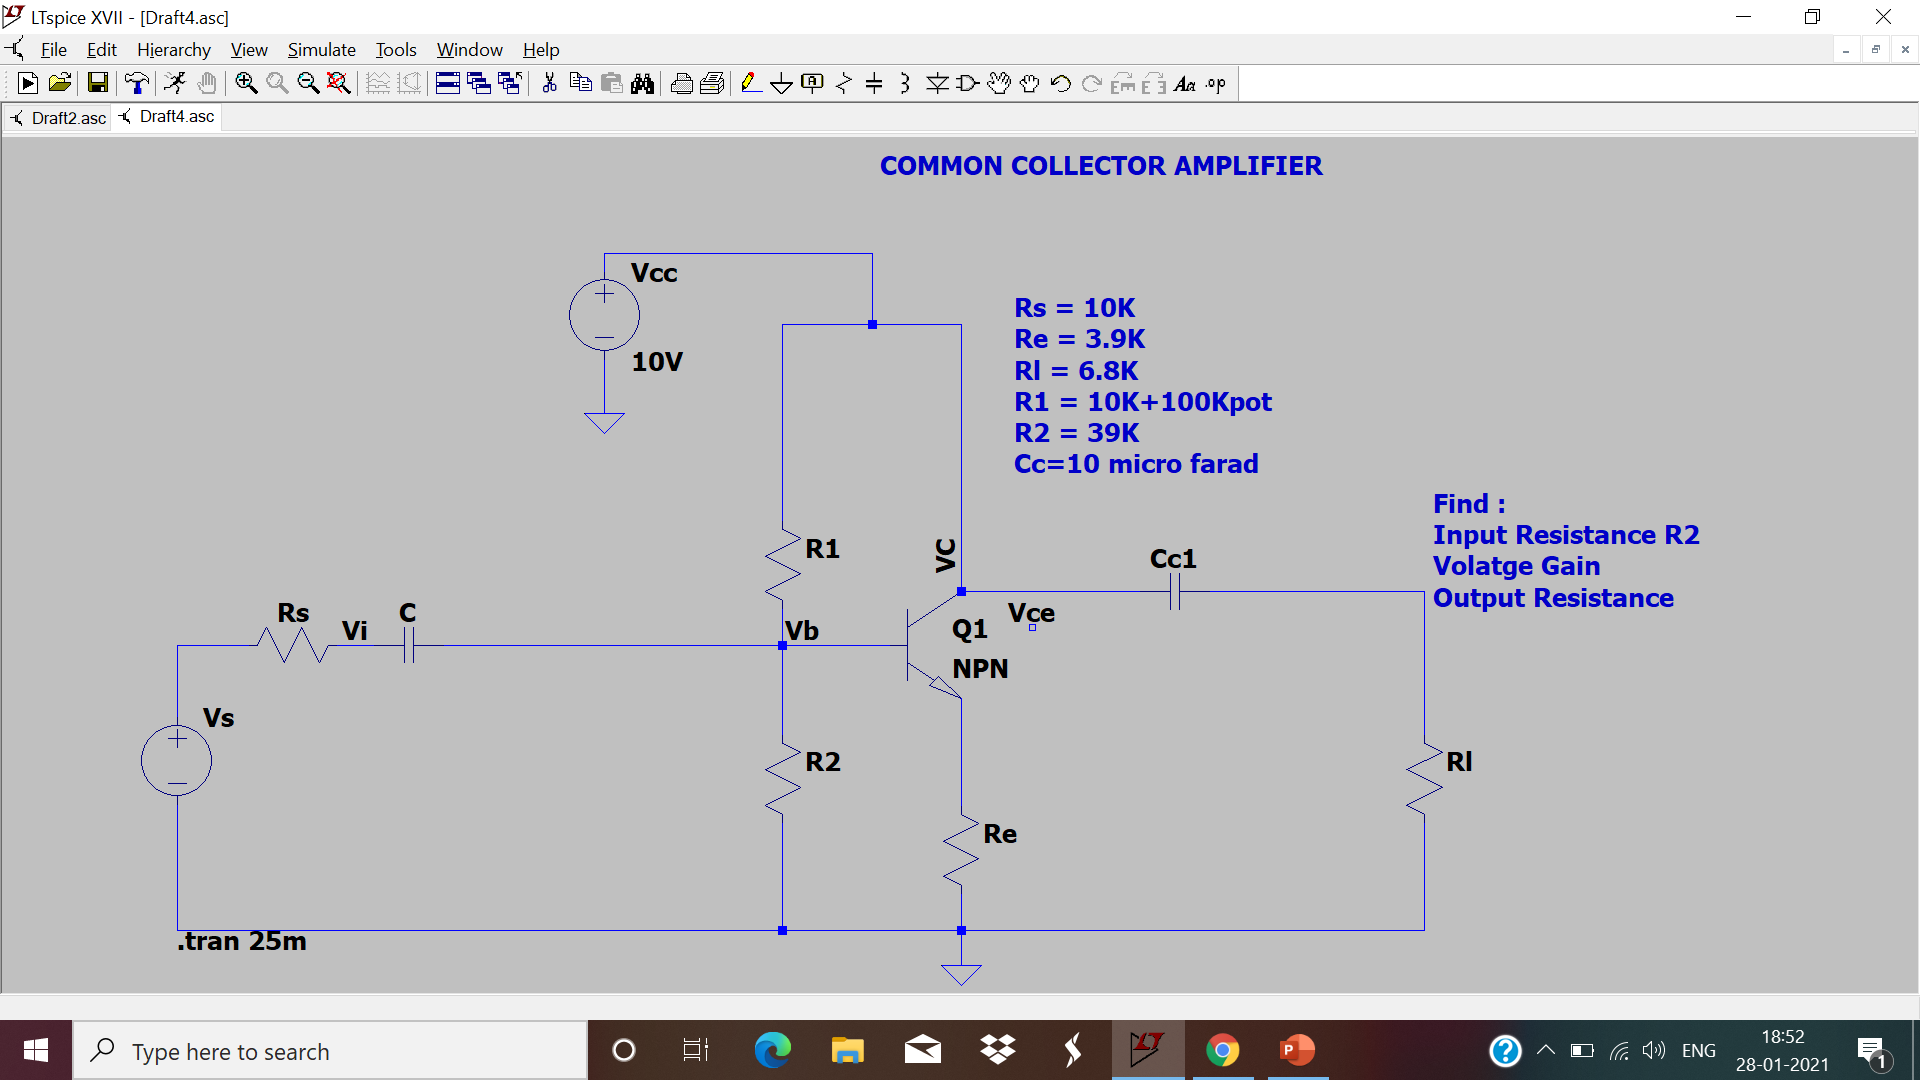 LTspice XVII - [Draft4.asc]
File Edit Hierarchy View Simulate Tools Window Help
Draft2.asc Draft4.asc
COMMON COLLECTOR AMPLIFIER
Vcc
10V
Rs = 10K
Re = 3.9K
Rl = 6.8K
R1 = 10K+100Kpot
R2 = 39K
Cc=10 micro farad
Find :
Input Resistance R2
Volatge Gain
Output Resistance
R1
VC
Cc1
Rs
Vi
C
Vb
Vce
Q1
NPN
Vs
R2
Rl
Re
.tran 25m
Type here to search
ENG
18:52
28-01-2021
1